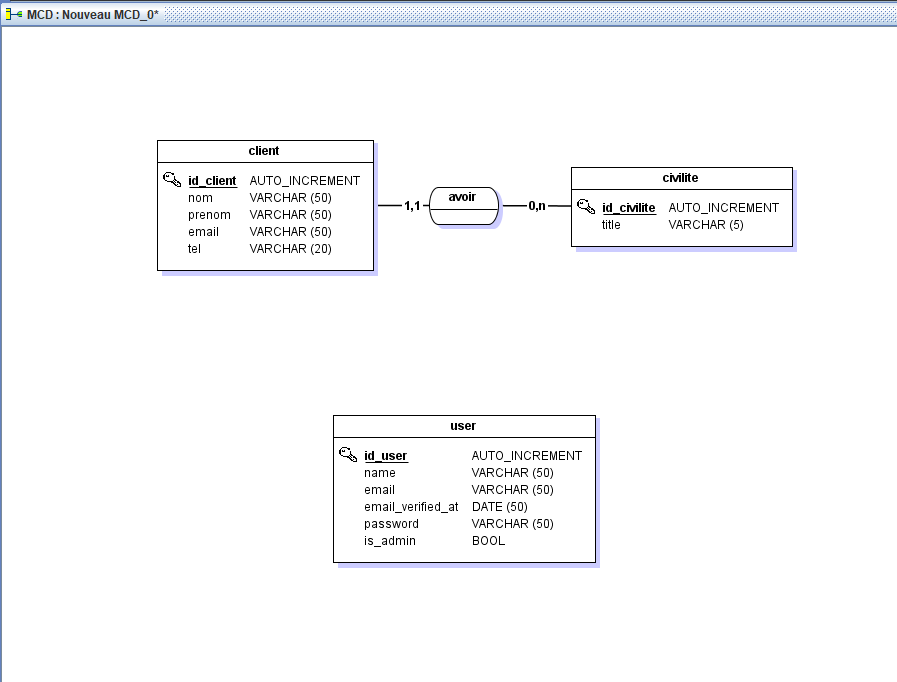 MCD : Nouveau MCD_0*
client
id_client AUTO_INCREMENT
nom VARCHAR (50)
prenom VARCHAR (50)
email VARCHAR (50)
tel VARCHAR (20)
1,1
avoir
0,n
civilite
id_civilite AUTO_INCREMENT
title VARCHAR (5)
user
id_user AUTO_INCREMENT
name VARCHAR (50)
email VARCHAR (50)
email_verified_at DATE (50)
password VARCHAR (50)
is_admin BOOL